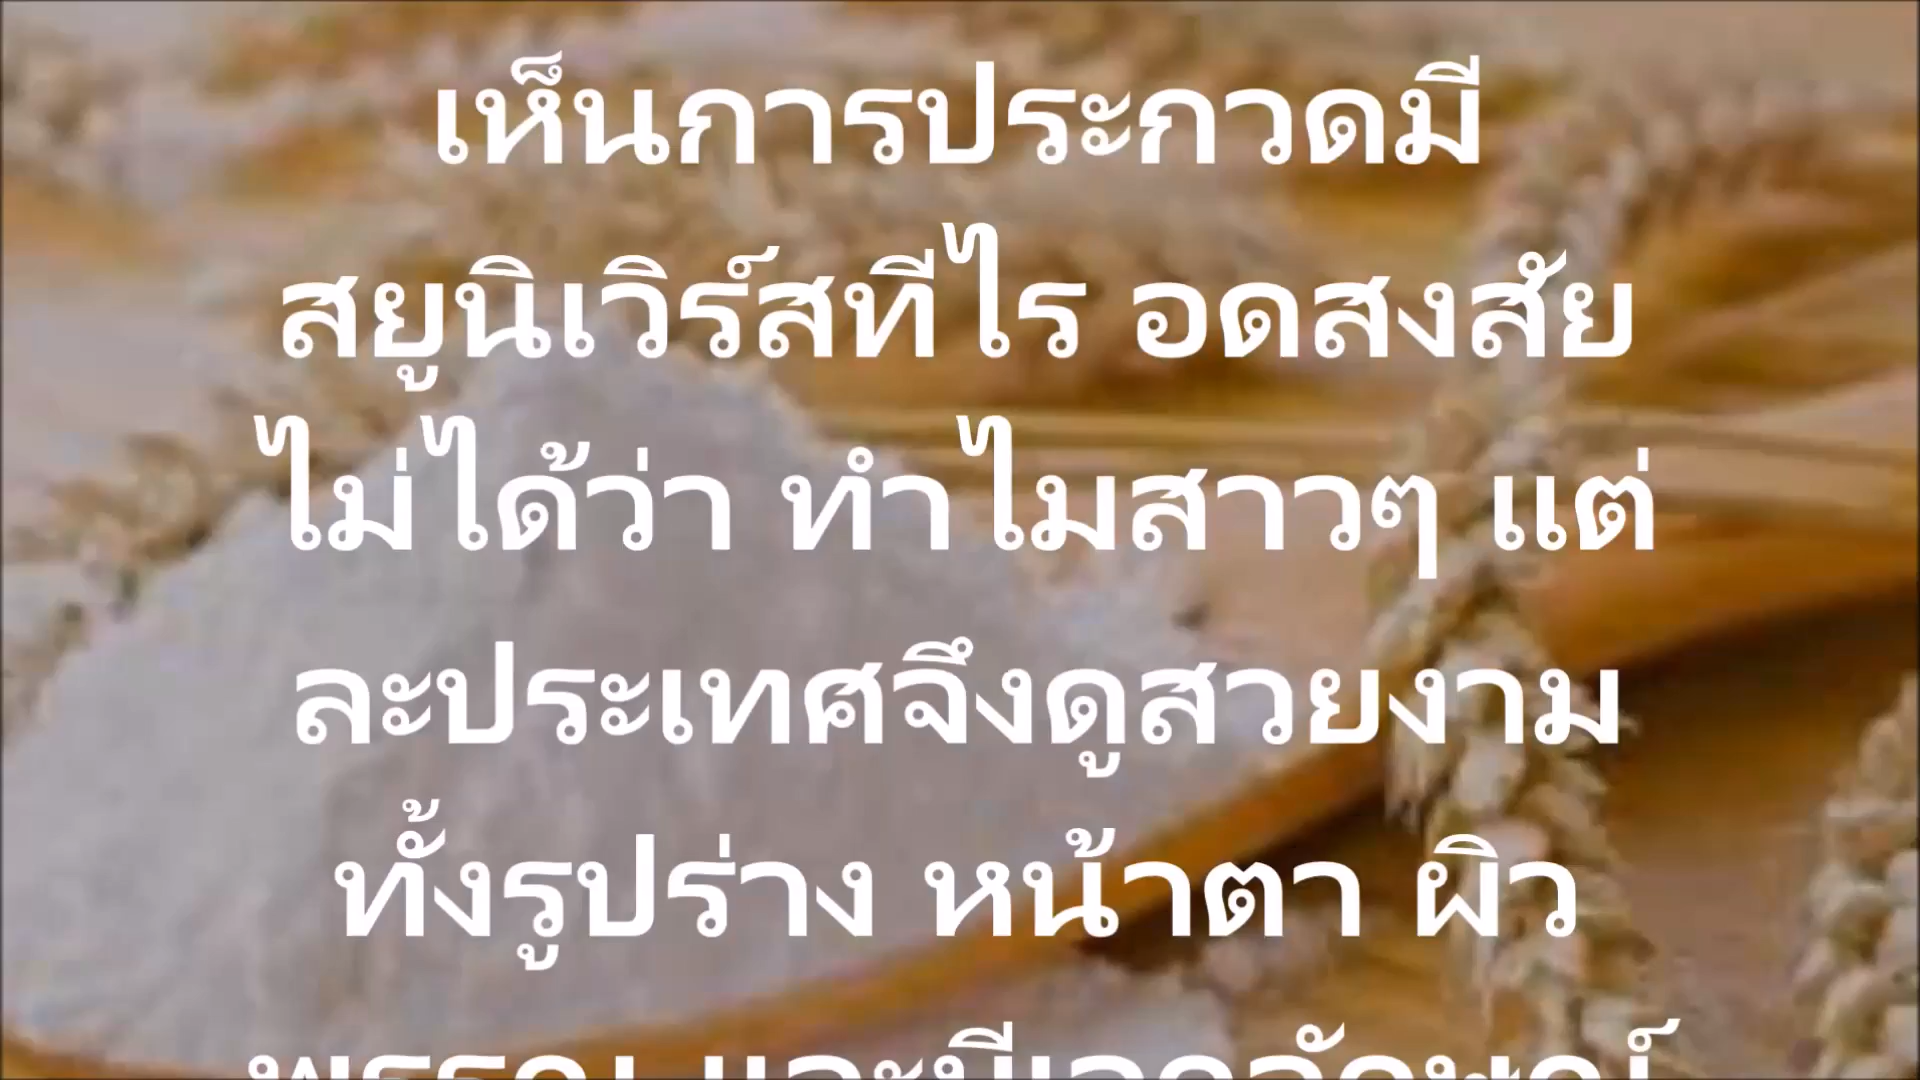 เห็นการประกวดมี
สยูนิเวิร์สทีไร อดสงสัย
ไม่ได้ว่า ทำไมสาวๆ แต่
ละประเทศจึงดูสวยงาม
ทั้งรูปร่าง หน้าตา ผิว
พรรณ และมีเอกลักษณ์